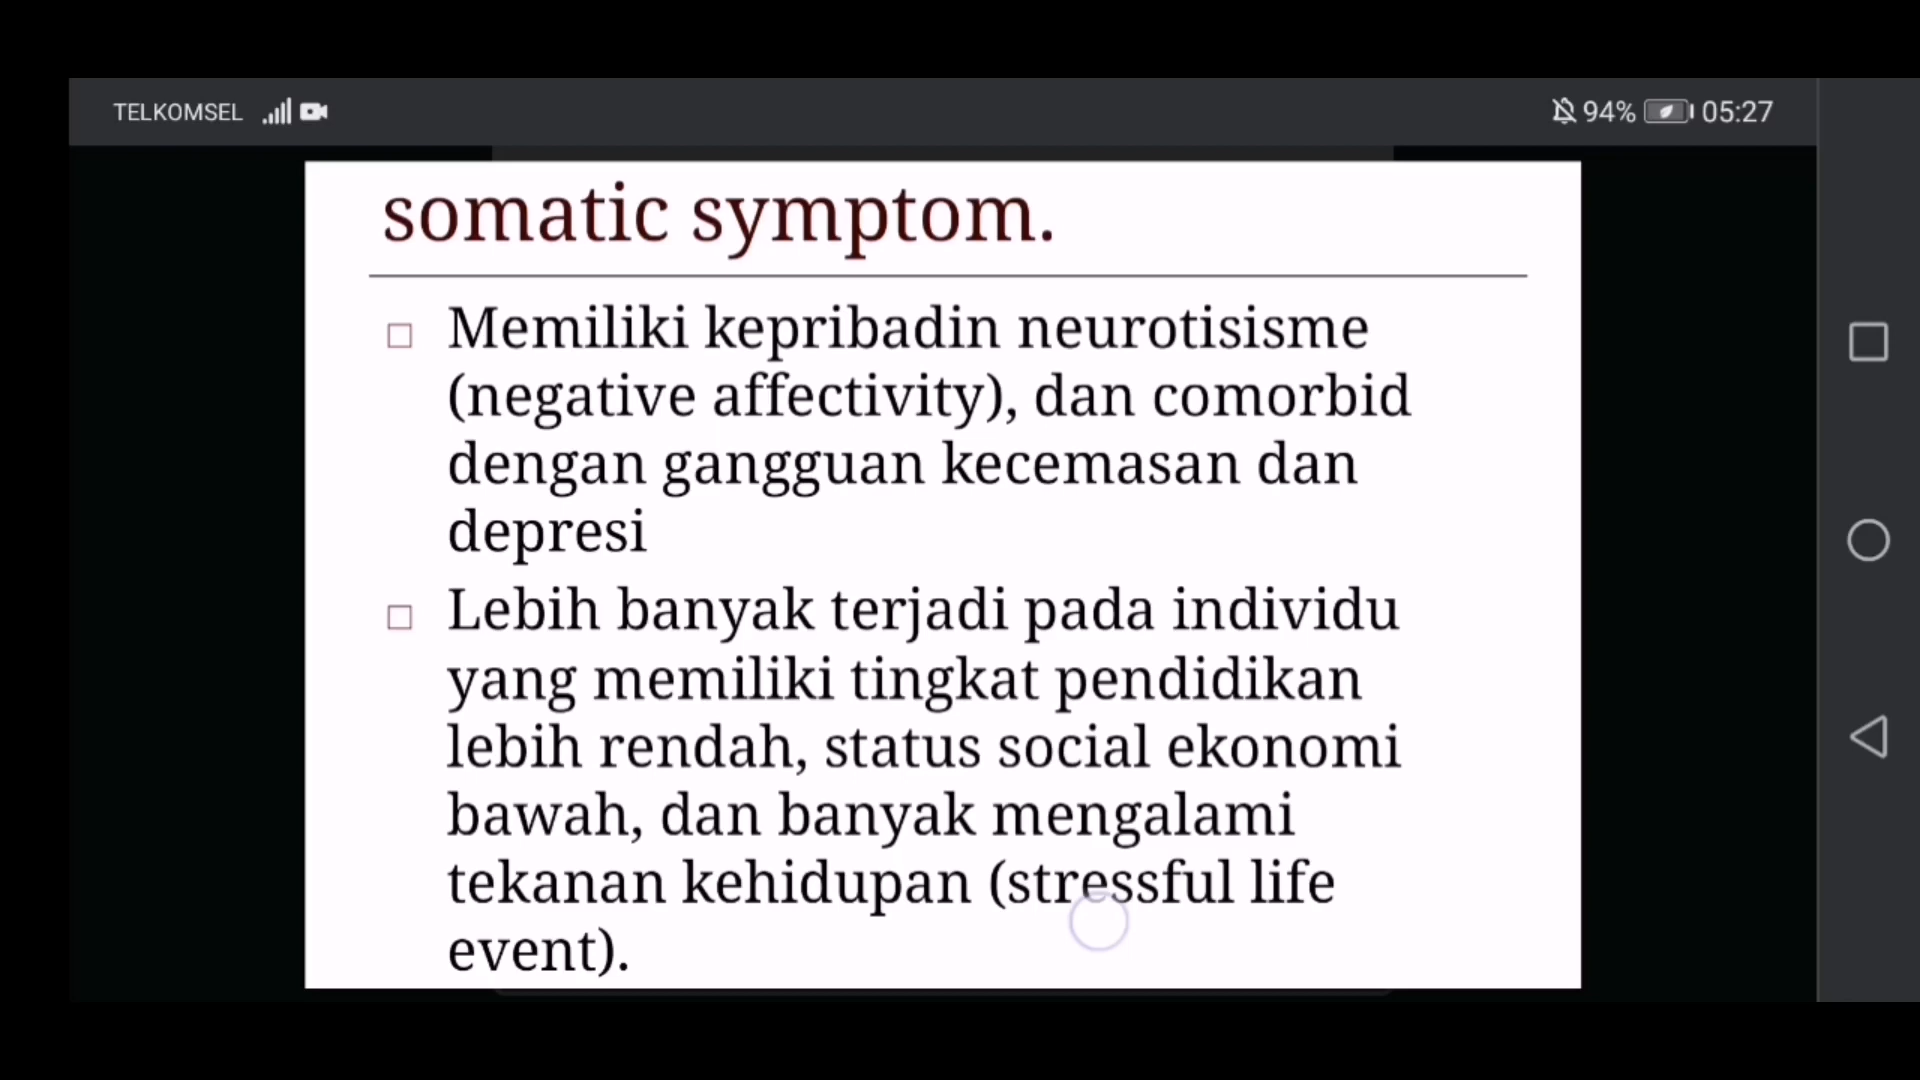 TELKOMSEL
94% 05:27
somatic symptom.
Memiliki kepribadin neurotisisme
(negative affectivity), dan comorbid
dengan gangguan kecemasan dan
depresi
Lebih banyak terjadi pada individu
yang memiliki tingkat pendidikan
lebih rendah, status social ekonomi
bawah, dan banyak mengalami
tekanan kehidupan (stressful life
event).